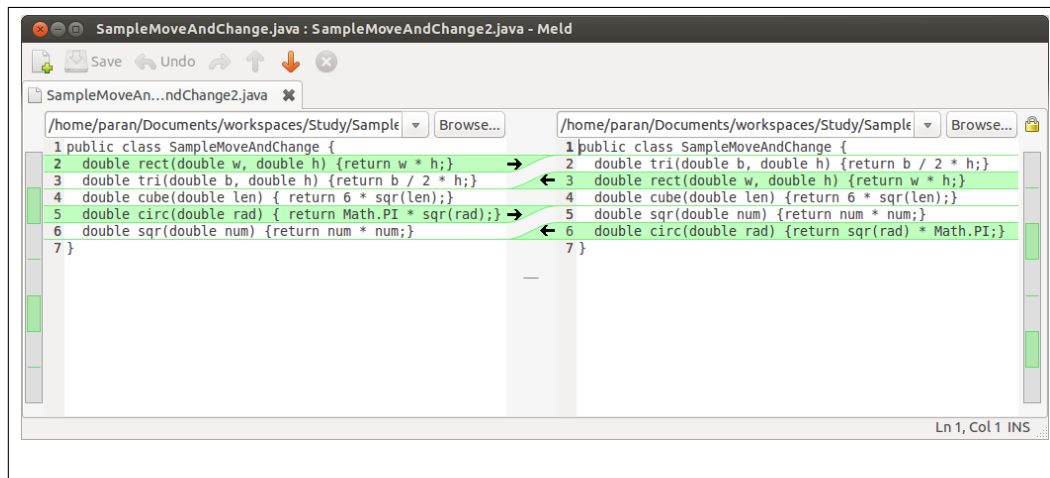 SampleMoveAndChange.java : SampleMoveAndChange2.java - Meld
Save Undo
SampleMoveAn...ndChange2.java
/home/paran/Documents/workspaces/Study/Sample Browse...
1 public class SampleMoveAndChange {
2 double rect(double w, double h) {return w * h;}
3 double tri(double b, double h) {return b / 2 * h;}
4 double cube(double len) { return 6 * sqr(len);}
5 double circ(double rad) { return Math.PI * sqr(rad);}
6 double sqr(double num) {return num * num;}
7 }
/home/paran/Documents/workspaces/Study/Sample Browse...
1 public class SampleMoveAndChange {
2 double tri(double b, double h) {return b / 2 * h;}
3 double rect(double w, double h) {return w * h;}
4 double cube(double len) {return 6 * sqr(len);}
5 double sqr(double num) {return num * num;}
6 double circ(double rad) {return sqr(rad) * Math.PI;}
7 }
Ln 1, Col 1 INS